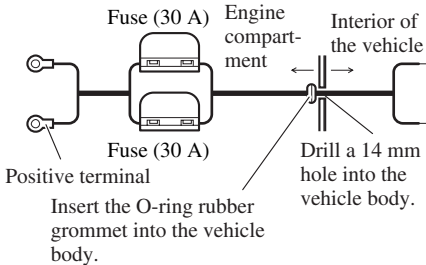 Fuse (30 A)
Engine
compart-
ment
Interior of
the vehicle
Fuse (30 A)
Positive terminal
Drill a 14 mm
hole into the
vehicle body.
Insert the O-ring rubber
grommet into the vehicle
body.